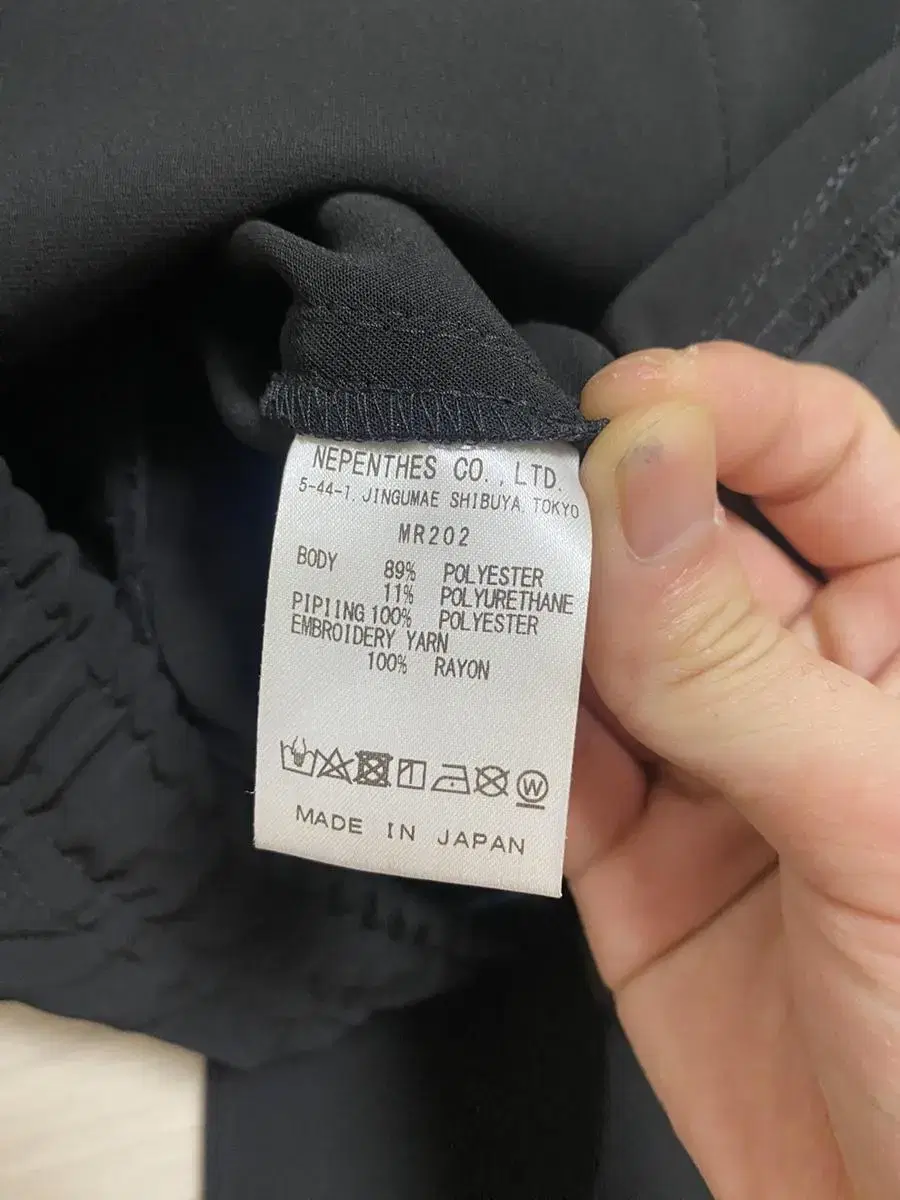 NEPENTHES CO., LTD.
5-44-1, JINGUMAE SHIBUYA, TOKYO
MR202
BODY 89% POLYESTER
11% POLYURETHANE
PIPIING 100% POLYESTER
EMBROIDERY YARN
100% RAYON
W
MADE IN JAPAN